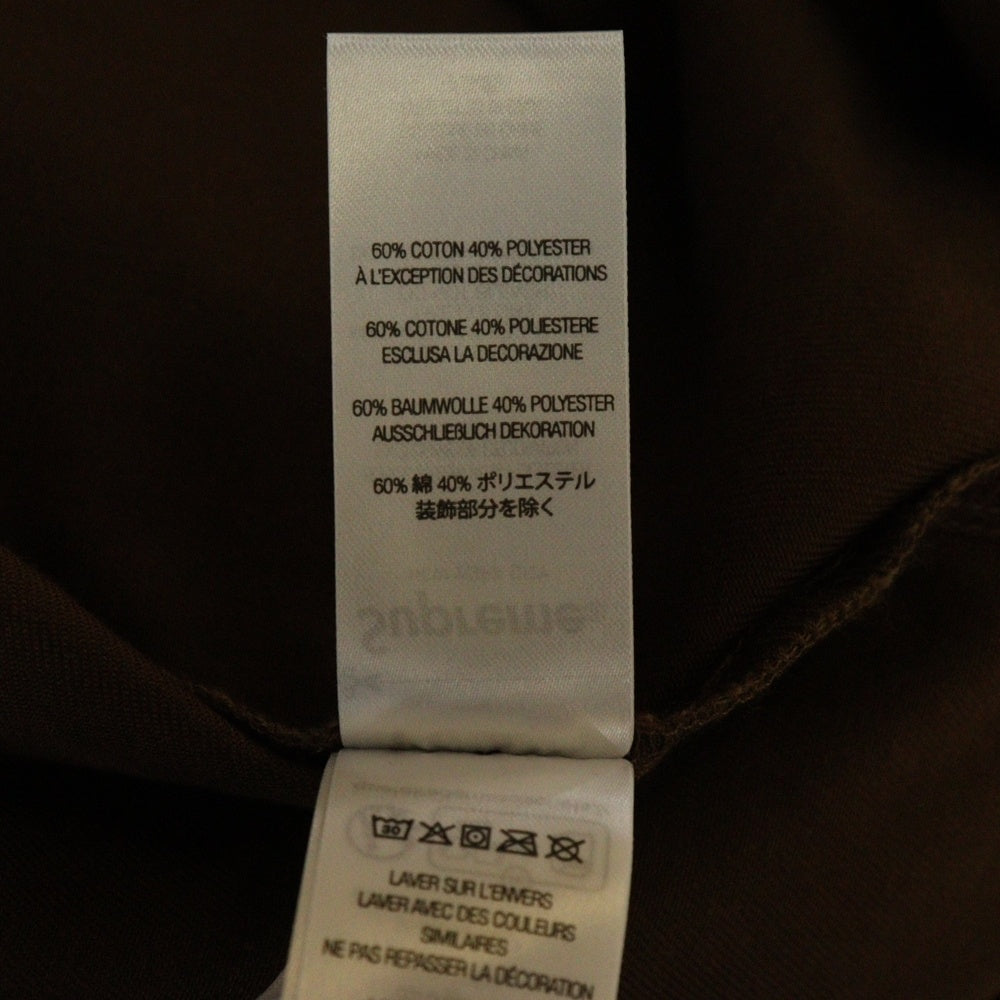 60% COTON 40% POLYESTER
À L'EXCEPTION DES DÉCORATIONS
60% COTONE 40% POLIESTERE
ESCLUSA LA DECORAZIONE
60% BAUMWOLLE 40% POLYESTER
AUSSCHLIEßLICH DEKORATION
60% 綿 40% ポリエステル
装飾部分を除く
Supreme
30
LAVER SUR L'ENVERS
LAVER AVEC DES COULEURS
SIMILAIRES
NE PAS REPASSER LA DÉCORATION